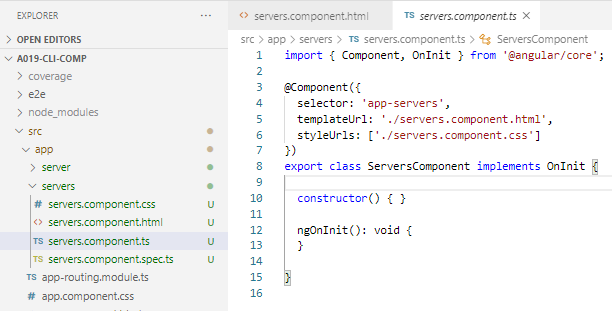 EXPLORER
OPEN EDITORS
A019-CLI-COMP
coverage
e2e
node_modules
src
app
server
servers
# servers.component.css U
<> servers.component.html U
TS servers.component.ts U
TS servers.component.spec.ts U
TS app-routing.module.ts
# app.component.css
<> servers.component.html
TS servers.component.ts ×
src > app > servers > TS servers.component.ts > ServersComponent
1 import { Component, OnInit } from '@angular/core';
2
3 @Component({
4 selector: 'app-servers',
5 templateUrl: './servers.component.html',
6 styleUrls: ['./servers.component.css']
7 })
8 export class ServersComponent implements OnInit {
9
10 constructor() { }
11
12 ngOnInit(): void {
13 }
14
15 }
16